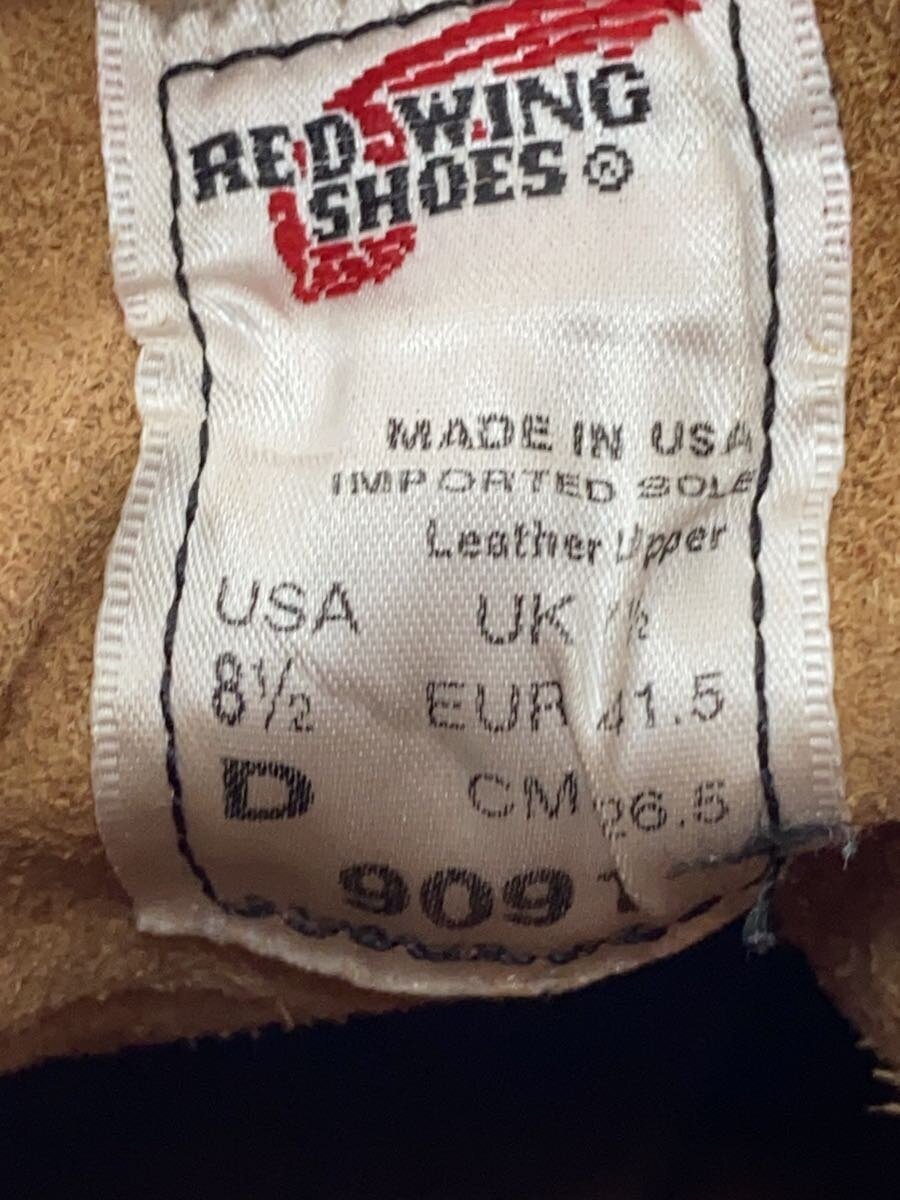 RED WING
SHOES ®
MADE IN USA
IMPORTED SOLE
Leather Upper
USA
8½
D
UK
EUR 41.5
CM 26.5
909